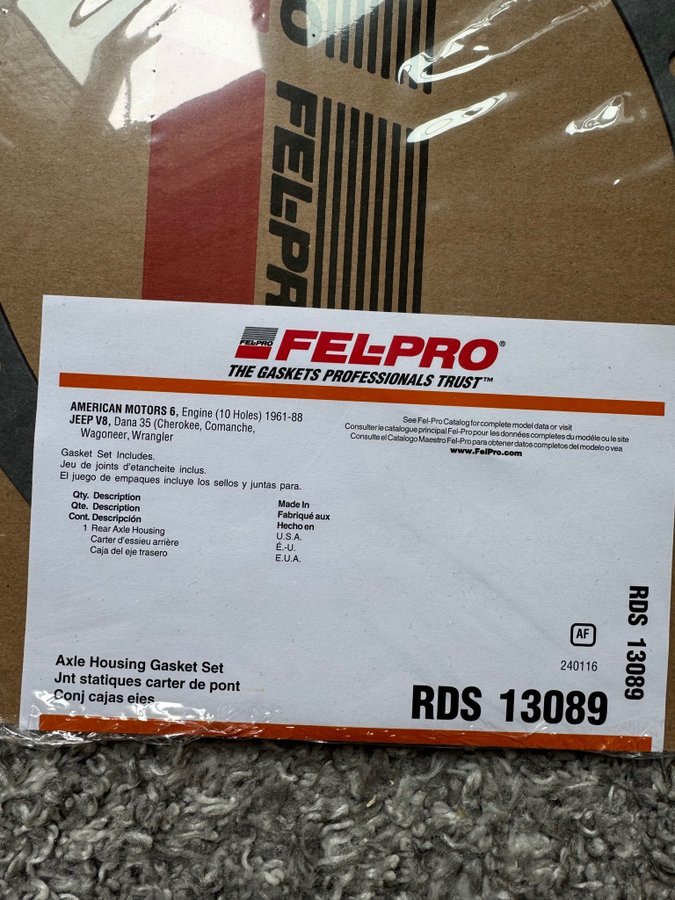 O
FEL-PR
FEL-PRO
FEL-PRO®
THE GASKETS PROFESSIONALS TRUST™
AMERICAN MOTORS 6, Engine (10 Holes) 1961-88
JEEP V8, Dana 35 (Cherokee, Comanche,
Wagoneer, Wrangler
See Fel-Pro Catalog for complete model data or visit
Consulter le catalogue principal Fel-Pro pour les données completes du modéle ou le site
Consulte el Catalogo Maestro Fel-Pro para obtener datos completos del modelo o vea
www.FelPro.com
Gasket Set Includes.
Jeu de joints d'etancheite inclus.
El juego de empaques incluye los sellos y juntas para.
Qty. Description
Qte. Description
Cont. Descripción
1 Rear Axle Housing
Carter d'essieu arrière
Caja del eje trasero
Made In
Fabriqué aux
Hecho en
U.S.A.
É.-U.
E.U.A.
AF
240116
RDS 13089
Axle Housing Gasket Set
Jnt statiques carter de pont
Conj cajas ejes
RDS 13089